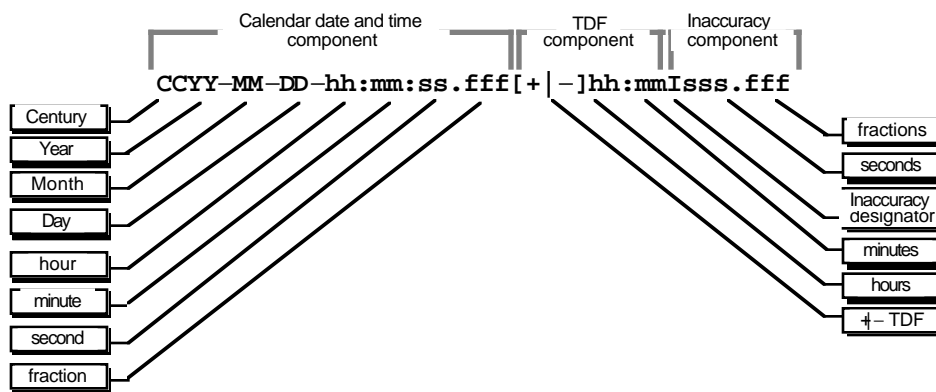 Calendar date and time
component
TDF
component
Inaccuracy
component
CCYY–MM–DD–hh:mm:ss.fff[+|–]hh:mmIsss.fff
Century
Year
Month
Day
hour
minute
second
fraction
fractions
seconds
Inaccuracy
designator
minutes
hours
+|– TDF